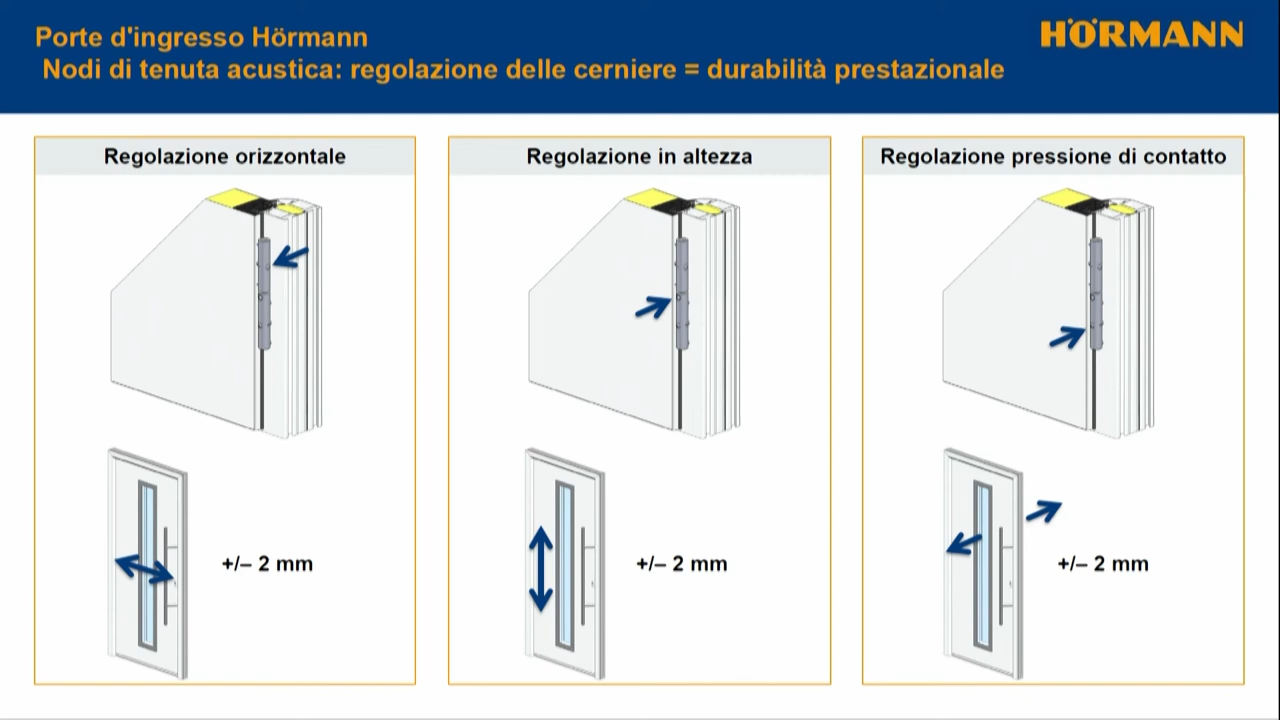 Porte d'ingresso Hörmann
Nodi di tenuta acustica: regolazione delle cerniere = durabilità prestazionale
HÖRMANN
Regolazione orizzontale
Regolazione in altezza
Regolazione pressione di contatto
+/– 2 mm
+/– 2 mm
+/– 2 mm